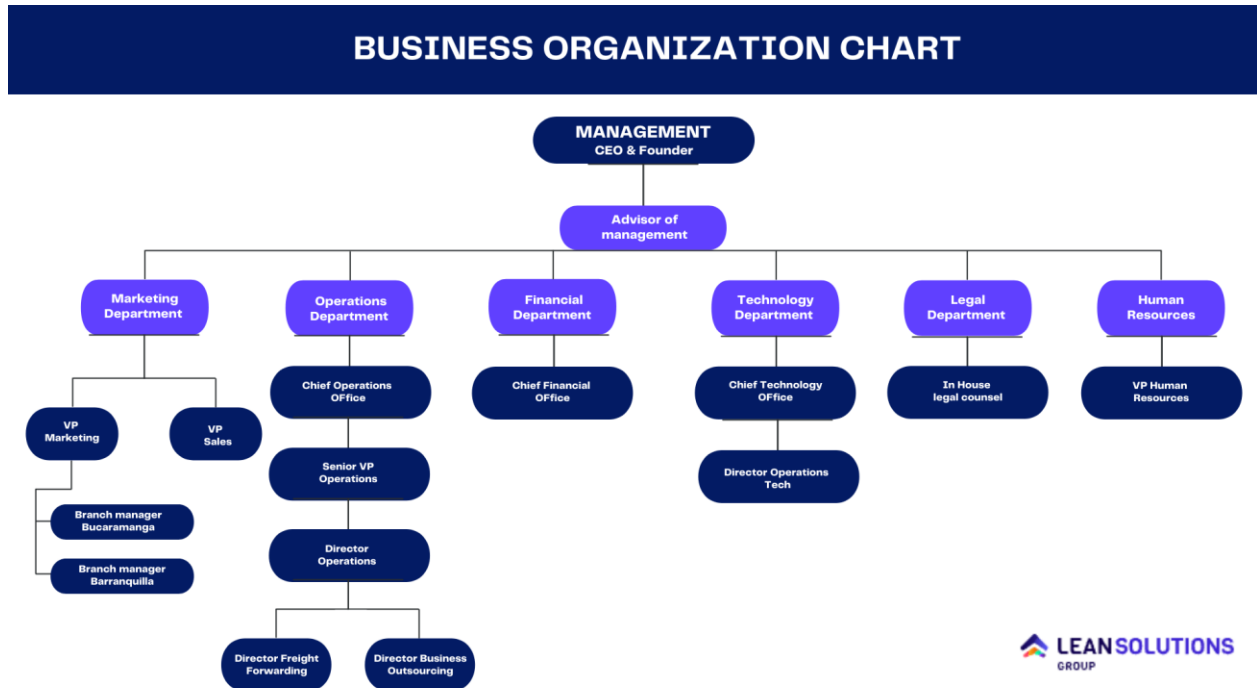 BUSINESS ORGANIZATION CHART
MANAGEMENT
CEO & Founder
Advisor of
management
Marketing
Department
Operations
Department
Financial
Department
Technology
Department
Legal
Department
Human
Resources
Chief Operations
OFfice
Chief Financial
OFfice
Chief Technology
OFfice
In House
legal counsel
VP Human
Resources
VP
Marketing
VP
Sales
Senior VP
Operations
Director Operations
Tech
Branch manager
Bucaramanga
Branch manager
Barranquilla
Director
Operations
Director Freight
Forwarding
Director Business
Outsourcing
LEANSOLUTIONS
GROUP